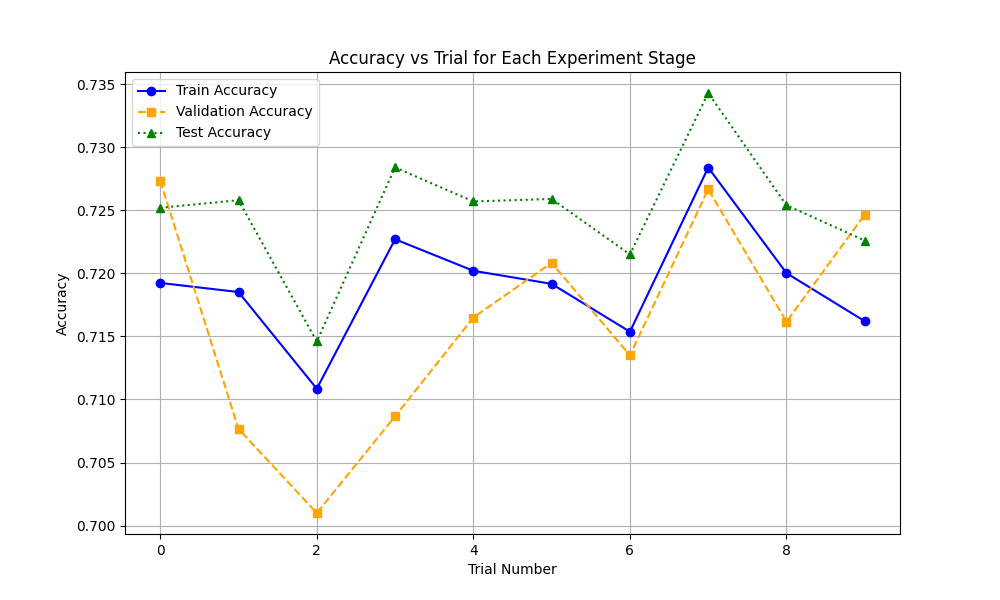 Accuracy vs Trial for Each Experiment Stage
Train Accuracy
Validation Accuracy
Test Accuracy
0.735
0.730
0.725
0.720
0.715
0.710
0.705
0.700
Accuracy
0 2 4 6 8
Trial Number